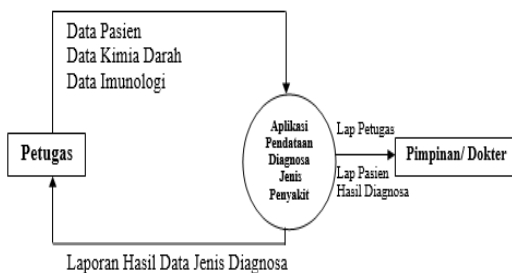 Data Pasien
Data Kimia Darah
Data Imunologi
Petugas
Aplikasi
Pendataan
Diagnosa
Jenis
Penyakit
Lap Petugas
Lap Pasien
Hasil Diagnosa
Pimpinan/ Dokter
Laporan Hasil Data Jenis Diagnosa